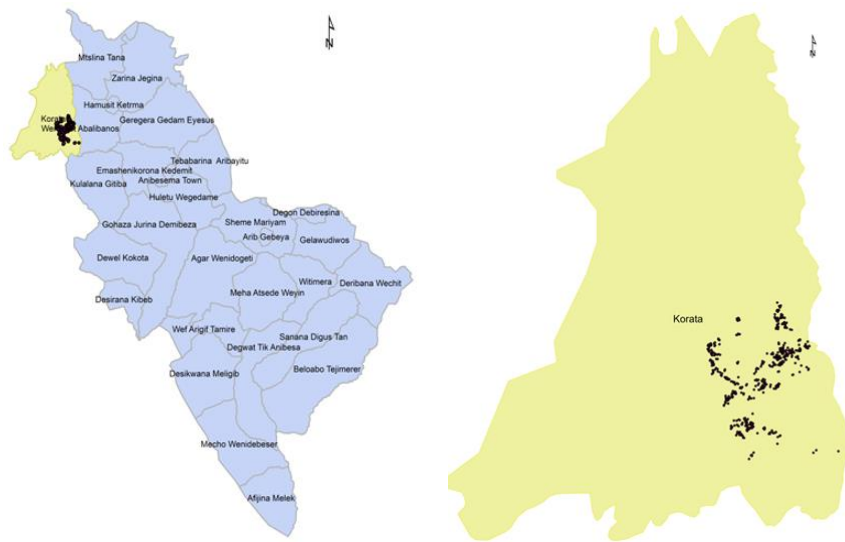 N
N
Mtslina Tana
Zarina Jegina
Hamusit Ketrma
Korata
Geregera Gedam Eyesus
Abalibanos
Tebabarina Aribayitu
Emashenikorona Kedemit
Kulalana Gitiba
Anibesema Town
Huletu Wegedame
Degon Debiresina
Gohaza Jurina Demibeza
Sheme Mariyam
Arib Gebeya
Gelawudiwos
Dewel Kokota
Agar Wenidogeti
Witimera
Deribana Wechit
Desirana Kibeb
Meha Atsede Weyin
Wef Arigif Tamire
Sanana Digus Tan
Degwat Tik Anibesa
Desikwana Meligib
Beloabo Tejimerer
Mecho Wenidebeser
Afijina Melek
Korata